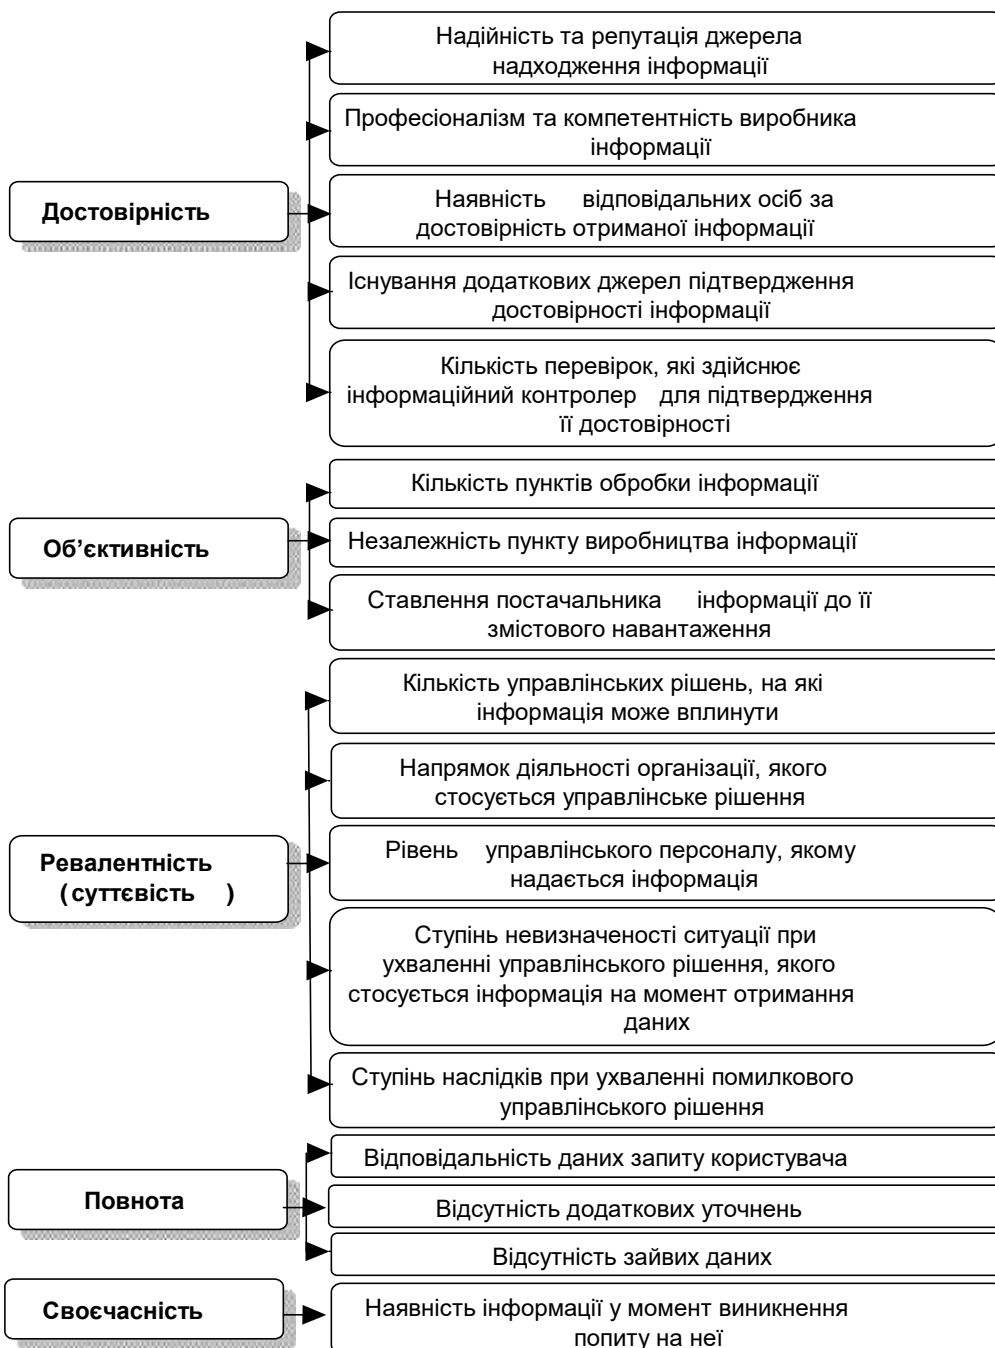 Надійність та репутація джерела
надходження інформації
Професіоналізм та компетентність виробника
інформації
Достовірність
Наявність відповідальних осіб за
достовірність отриманої інформації
Існування додаткових джерел підтвердження
достовірності інформації
Кількість перевірок, які здійснює
інформаційний контролер для підтвердження
її достовірності
Об’єктивність
Кількість пунктів обробки інформації
Незалежність пункту виробництва інформації
Ставлення постачальника інформації до її
змістового навантаження
Ревалентність
(суттєвість )
Кількість управлінських рішень, на які
інформація може вплинути
Напрямок діяльності організації, якого
стосується управлінське рішення
Рівень управлінського персоналу, якому
надається інформація
Ступінь невизначеності ситуації при
ухваленні управлінського рішення, якого
стосується інформація на момент отримання
даних
Ступінь наслідків при ухваленні помилкового
управлінського рішення
Повнота
Відповідальність даних запиту користувача
Відсутність додаткових уточнень
Відсутність зайвих даних
Своєчасність
Наявність інформації у момент виникнення
попиту на неї